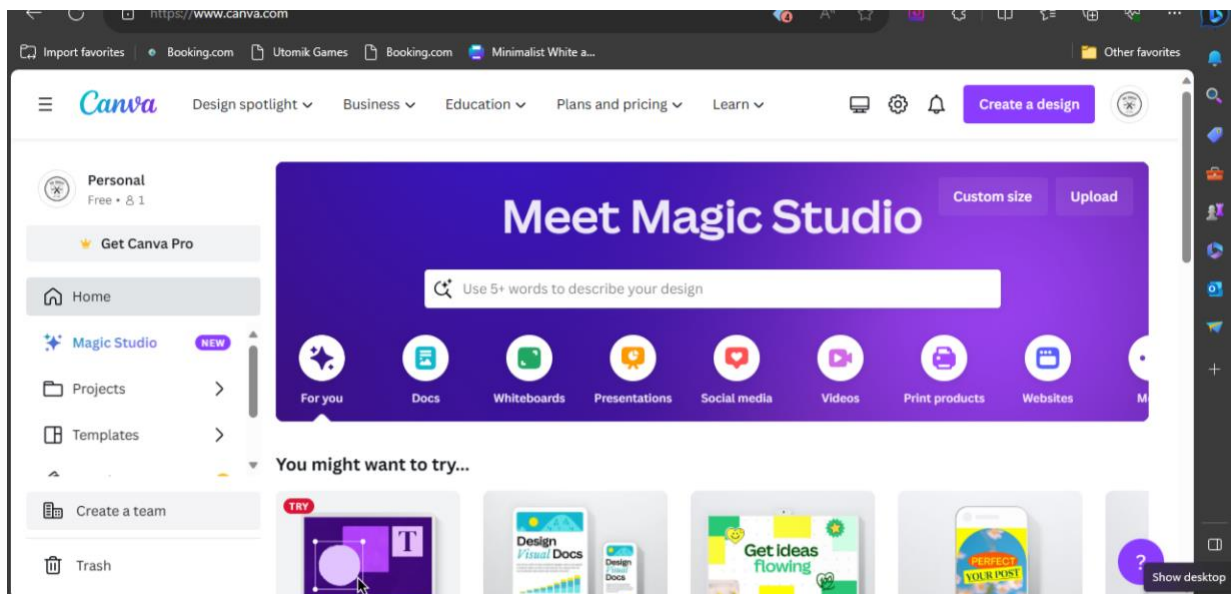 https://www.canva.com
Import favorites Booking.com Utomik Games Booking.com Minimalist White a... Other favorites
Canva Design spotlight Business Education Plans and pricing Learn Create a design
Personal
Free • 1
Get Canva Pro
Home
Magic Studio NEW
Projects
Templates
Create a team
Trash
Custom size Upload
Meet Magic Studio
Use 5+ words to describe your design
For you Docs Whiteboards Presentations Social media Videos Print products Websites M
You might want to try...
TRY
T
Design
Visual Docs
Design
Visual
Docs
Get ideas
flowing
PERFECT
YOUR POST
?
Show desktop